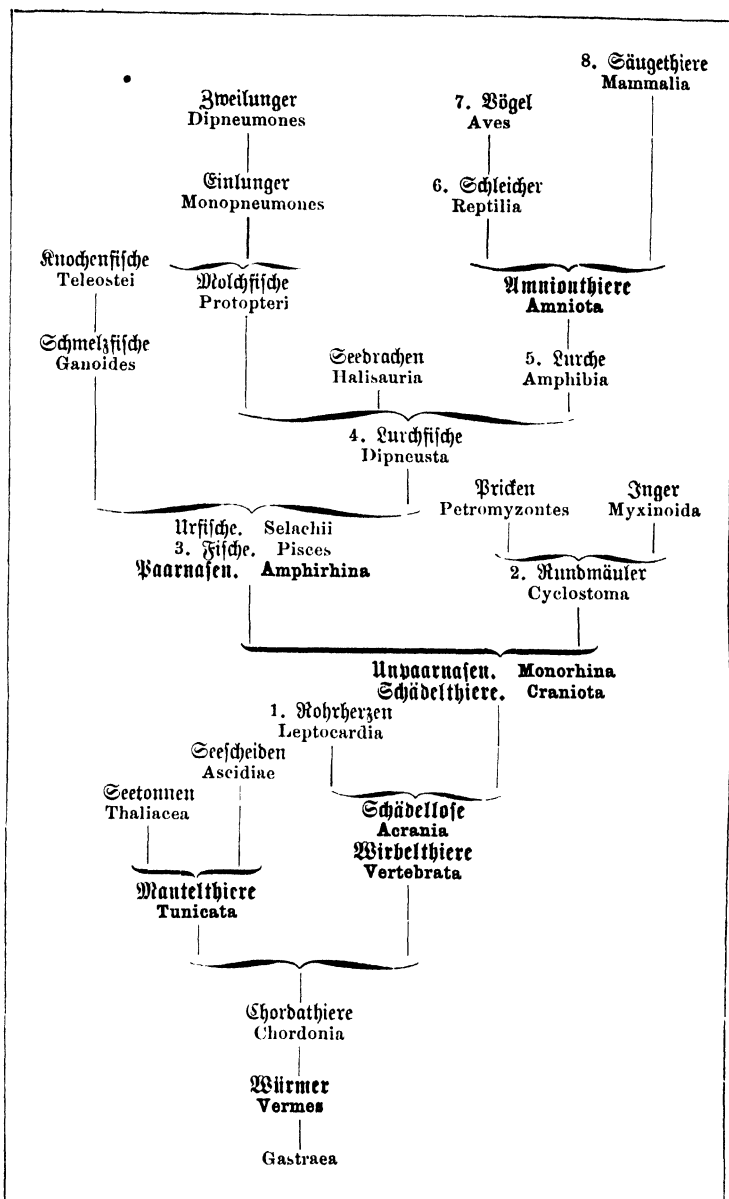 8. Säugethiere
Mammalia
Zweilunger
Dipneumones
7. Vögel
Aves
Einlunger
Monopneumones
6. Schleicher
Reptilia
Knochenfische
Teleostei
Molchfische
Protopteri
Amnionthiere
Amniota
Schmelzfische
Ganoides
Seedrachen
Halisauria
5. Lurche
Amphibia
4. Lurchfische
Dipneusta
Pricken
Petromyzontes
Inger
Myxinoida
Urfische. Selachii
3. Fische. Pisces
Paarnasen. Amphirhina
2. Rundmäuler
Cyclostoma
Unpaarnasen. Monorhina
Schädelthiere. Craniota
1. Rohrherzen
Leptocardia
Seescheiden
Ascidiae
Seetonnen
Thaliacea
Schädellose
Acrania
Wirbelthiere
Vertebrata
Mantelthiere
Tunicata
Chordathiere
Chordonia
Würmer
Vermes
Gastraea